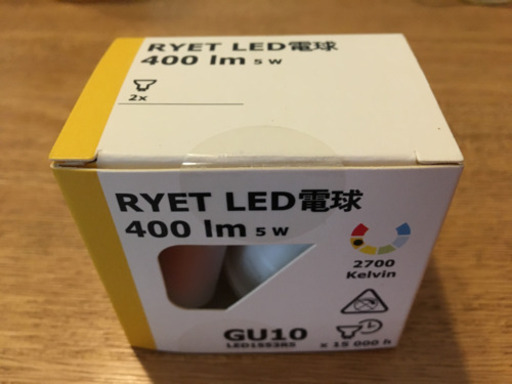 RYET LED電球
400 lm 5 W
2x
RYET LED電球
400 lm 5 W
2700
Kelvin
GU10
LED1553R5
x 15 000 h